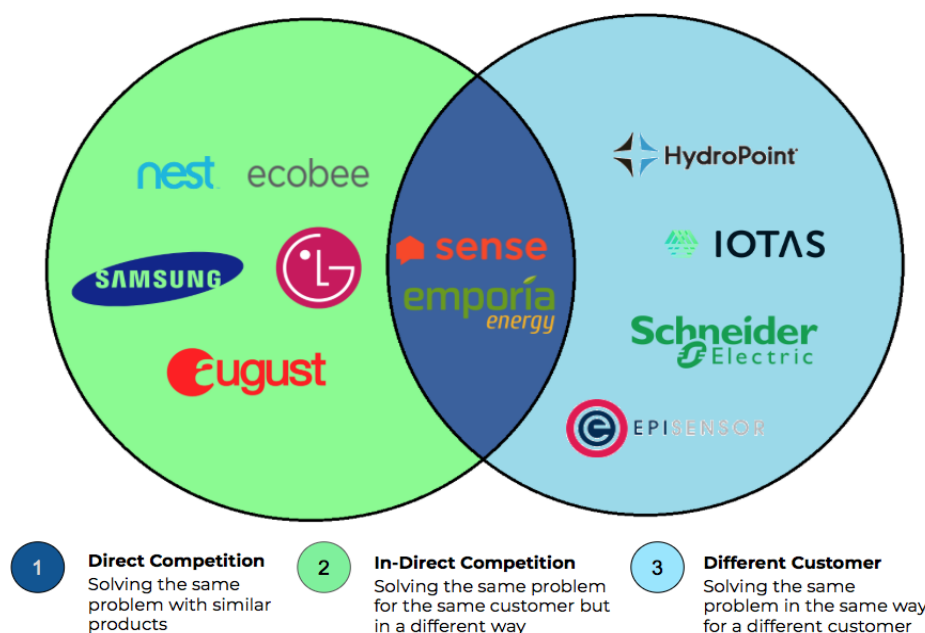 nest
ecobee
SAMSUNG
LG
august
sense
emporia
energy
HydroPoint
IOTAS
Schneider
Electric
e
EPISENSOR
1
Direct Competition
Solving the same
problem with similar
products
2
In-Direct Competition
Solving the same problem
for the same customer but
in a different way
3
Different Customer
Solving the same
problem in the same way
for a different customer